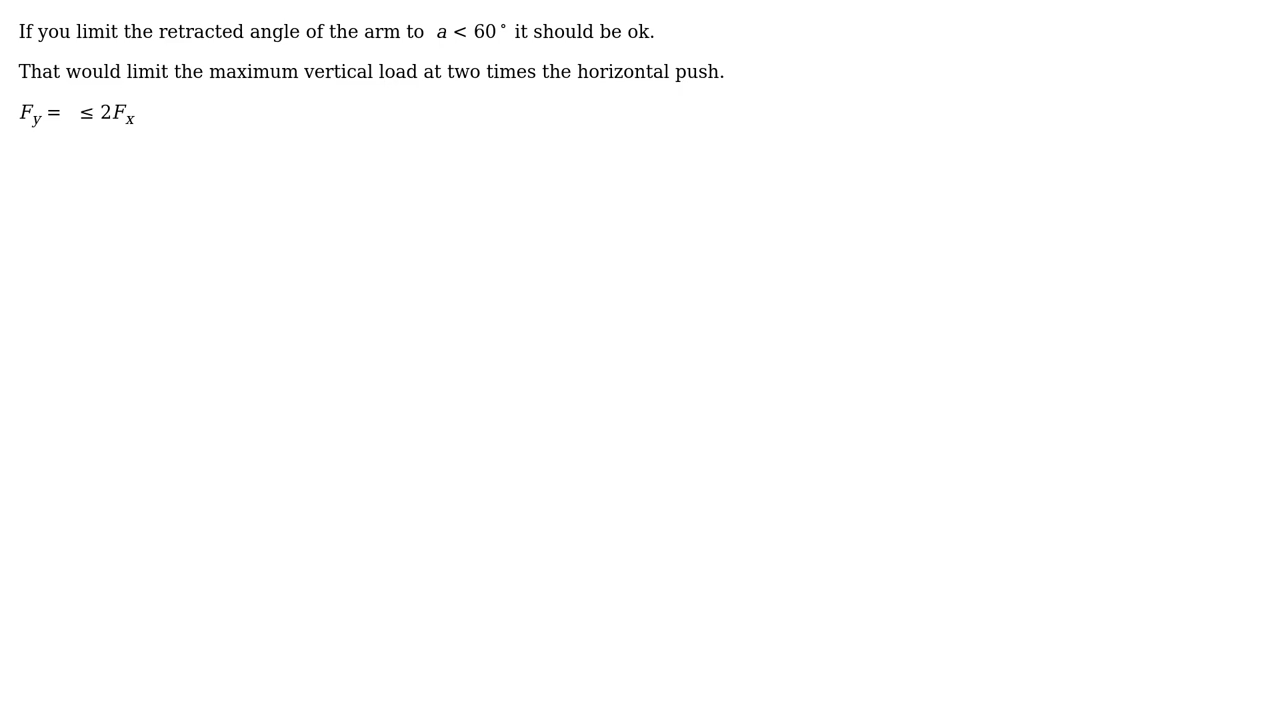 If you limit the retracted angle of the arm to a < 60° it should be ok.
That would limit the maximum vertical load at two times the horizontal push.
F_y = ≤ 2F_x